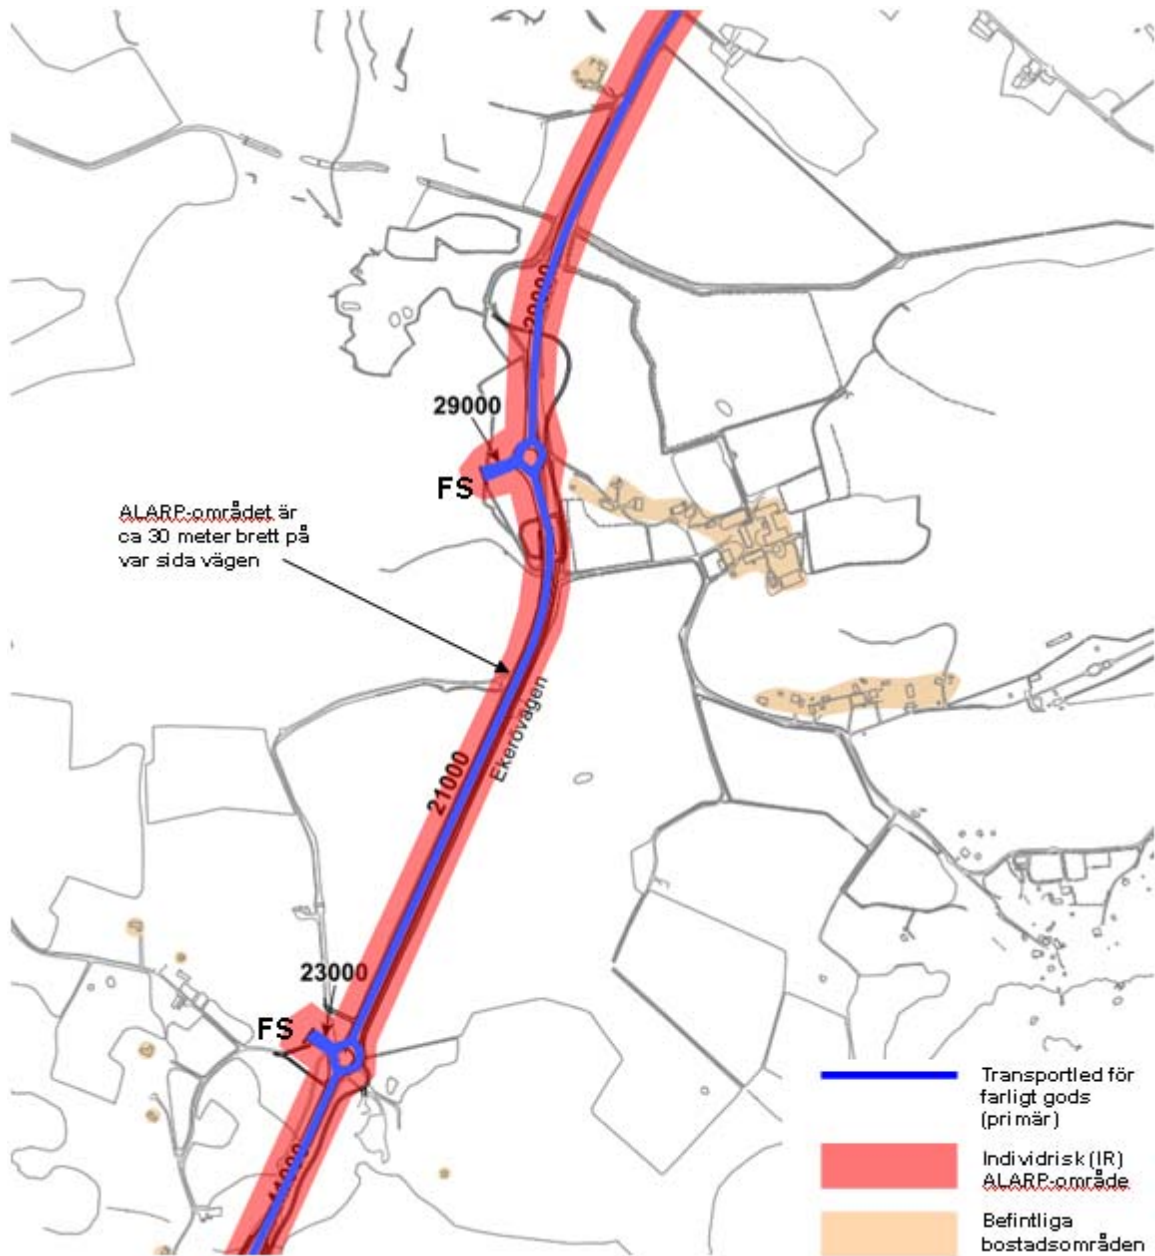 29000
FS
ALARP-området är
ca 30 meter brett på
var sida vägen
Ekerövägen
21000
23000
FS
Transportled för
farligt gods
(primär)
Individrisk (IR)
ALARP-område
Befintliga
bostadsområden